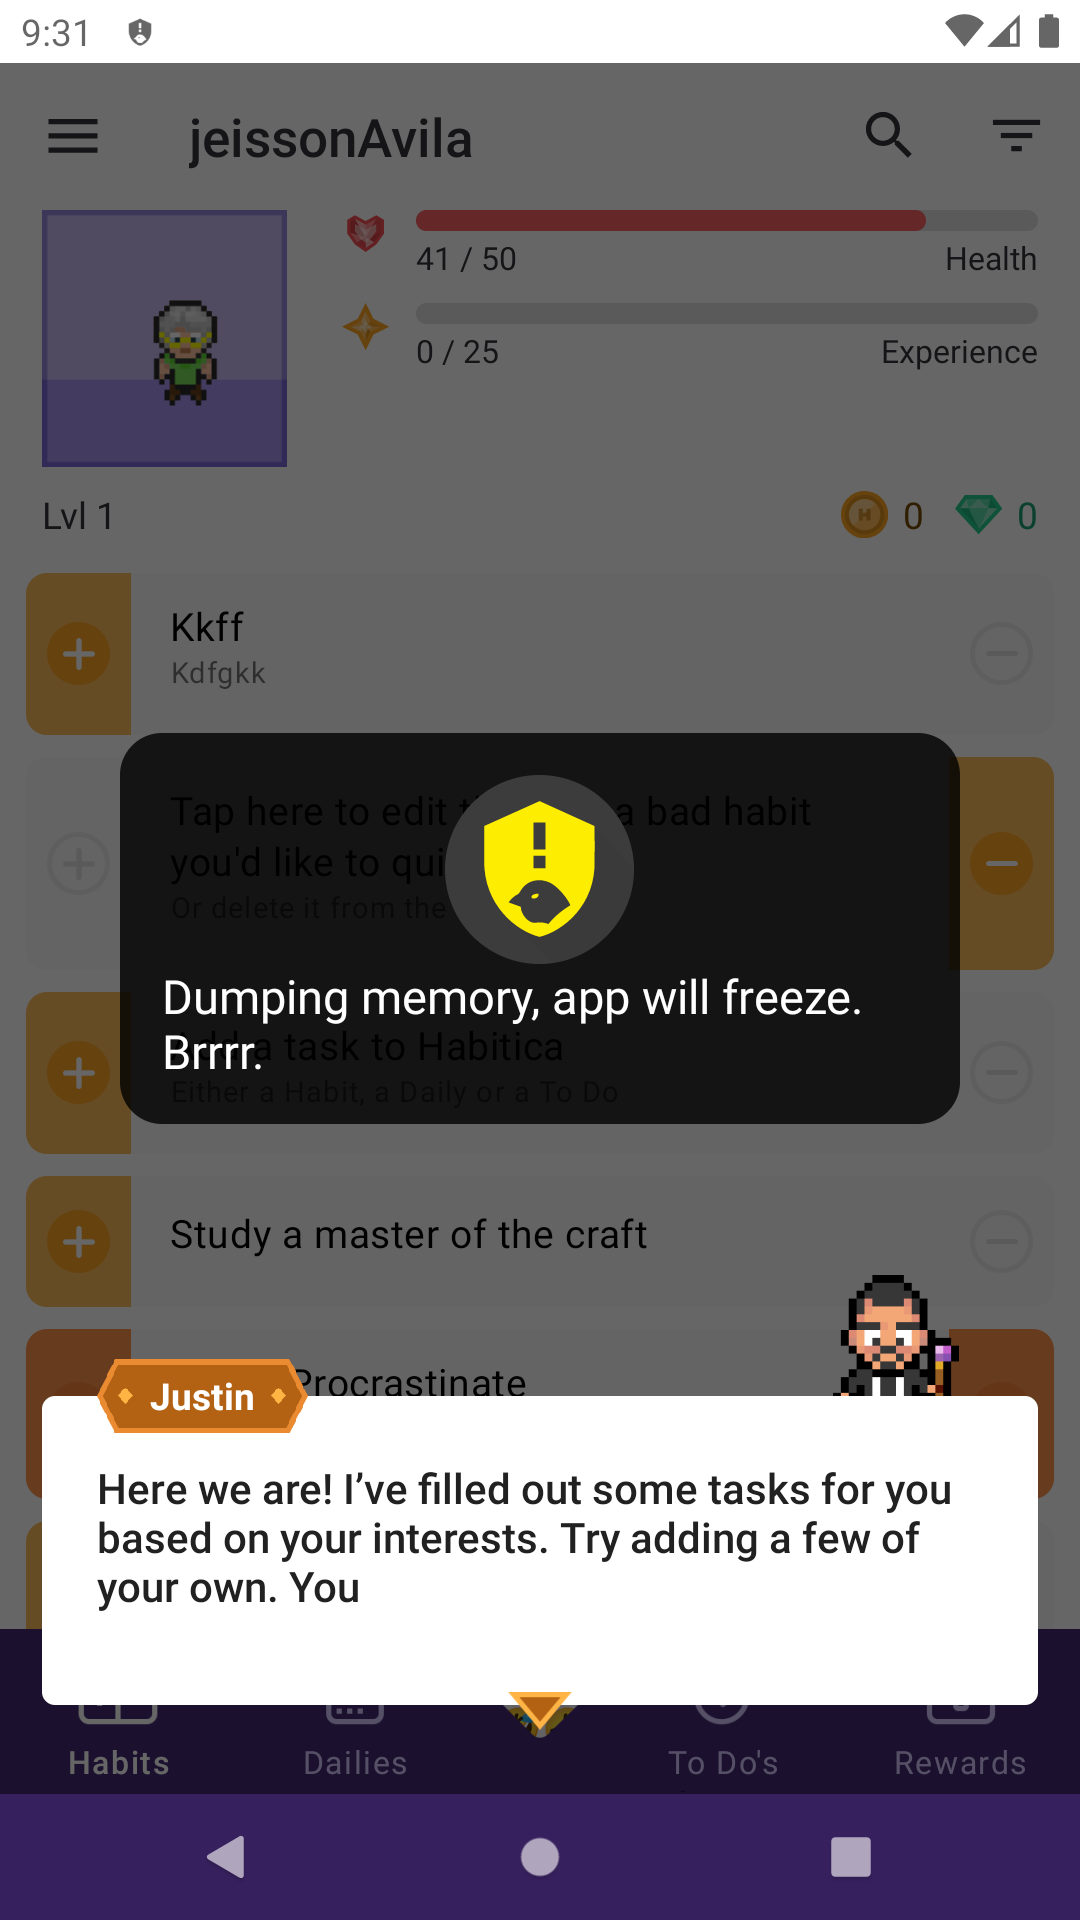 9:31
jeissonAvila
41 / 50
Health
0 / 25
Experience
Lvl 1
0
0
Kkff
Kdfgkk
Tap here to edit a bad habit
you'd like to qui
Or delete it from the
Dumping memory, app will freeze.
Brrrr.
a task to Habitica
Either a Habit, a Daily or a To Do
Study a master of the craft
Procrastinate
Justin
Here we are! I’ve filled out some tasks for you
based on your interests. Try adding a few of
your own. You
Habits
Dailies
To Do's
Rewards